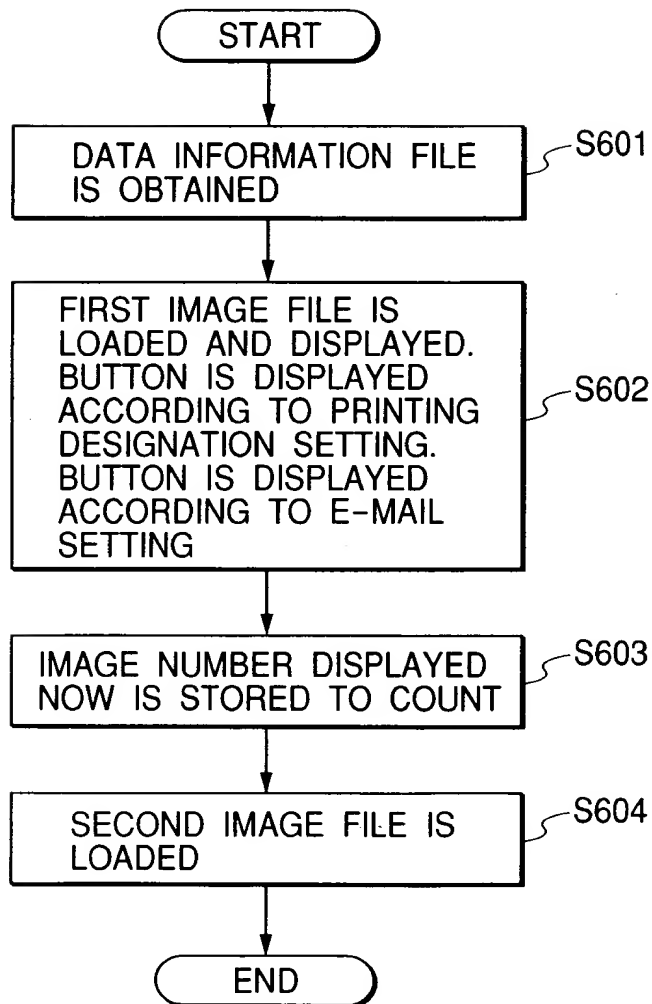 START
DATA INFORMATION FILE
IS OBTAINED
S601
FIRST IMAGE FILE IS
LOADED AND DISPLAYED.
BUTTON IS DISPLAYED
ACCORDING TO PRINTING
DESIGNATION SETTING.
BUTTON IS DISPLAYED
ACCORDING TO E-MAIL
SETTING
S602
IMAGE NUMBER DISPLAYED
NOW IS STORED TO COUNT
S603
SECOND IMAGE FILE IS
LOADED
S604
END